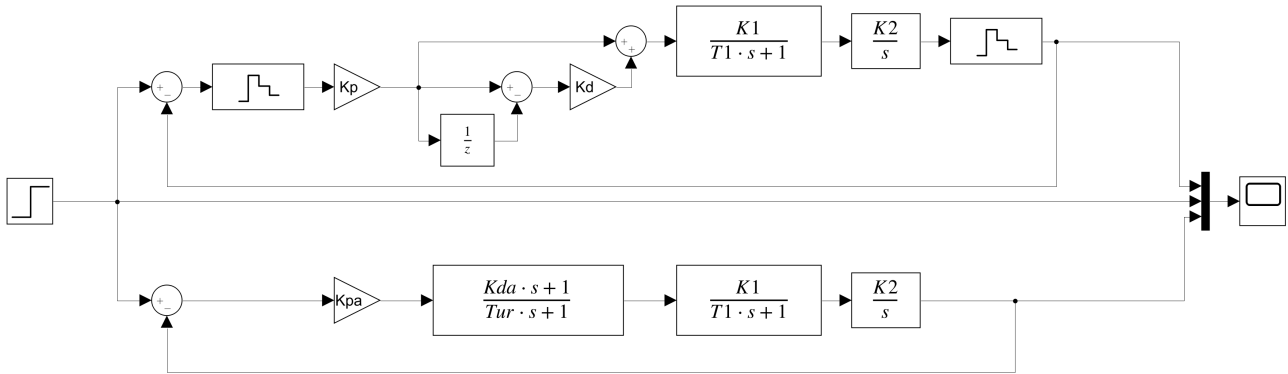 K1
T1 · s + 1
K2
s
+
+
+
−
Kp
+
−
Kd
1
z
+
−
Kpa
Kda · s + 1
Tur · s + 1
K1
T1 · s + 1
K2
s